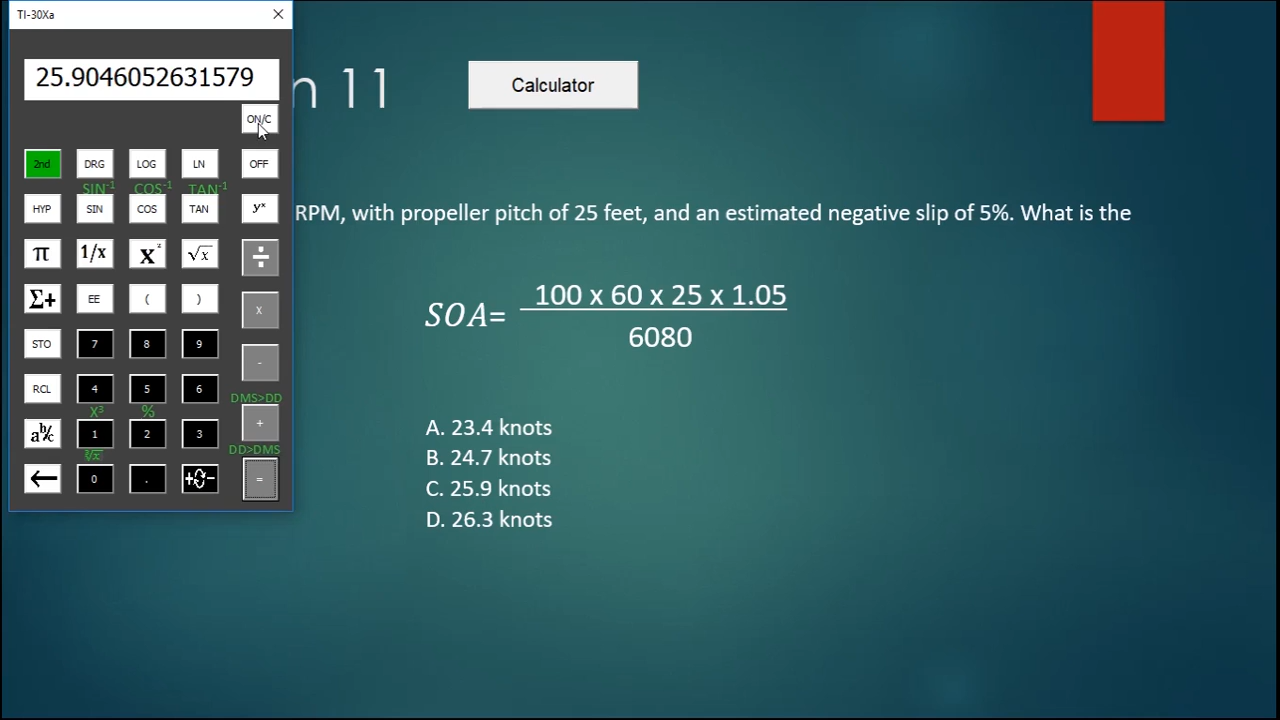 TI-30Xa
25.9046052631579
n 11
Calculator
ON/C
2nd DRG LOG LN OFF
SIN-1 COS-1 TAN-1
HYP SIN COS TAN yx
RPM, with propeller pitch of 25 feet, and an estimated negative slip of 5%. What is the
π 1/x x² √x ÷
Σ+ EE ( ) x
SOA= 100 x 60 x 25 x 1.05
6080
STO 7 8 9 -
RCL 4 5 6
DMS>DD
X3 %
ab/c 1 2 3 +
DD>DMS
∛x
← 0 . +⟲- =
A. 23.4 knots
B. 24.7 knots
C. 25.9 knots
D. 26.3 knots